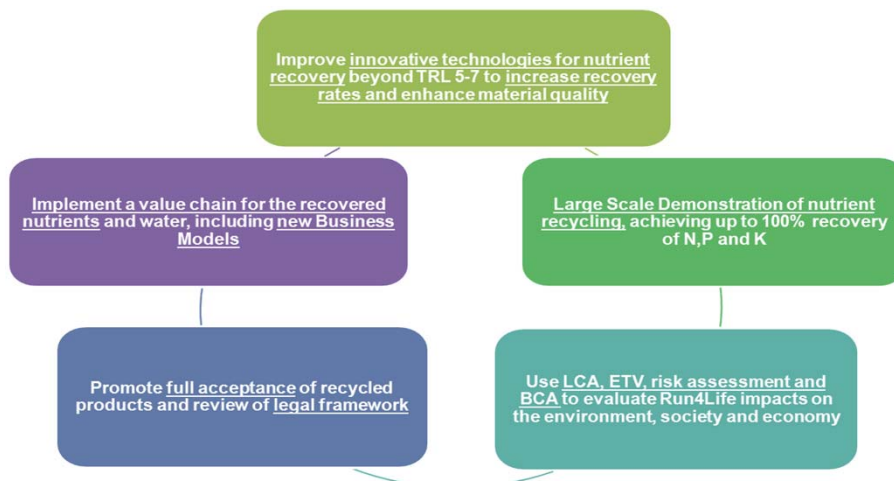 Improve innovative technologies for nutrient
recovery beyond TRL 5-7 to increase recovery
rates and enhance material quality
Implement a value chain for the recovered
nutrients and water, including new Business
Models
Large Scale Demonstration of nutrient
recycling, achieving up to 100% recovery
of N,P and K
Promote full acceptance of recycled
products and review of legal framework
Use LCA, ETV, risk assessment and
BCA to evaluate Run4Life impacts on
the environment, society and economy